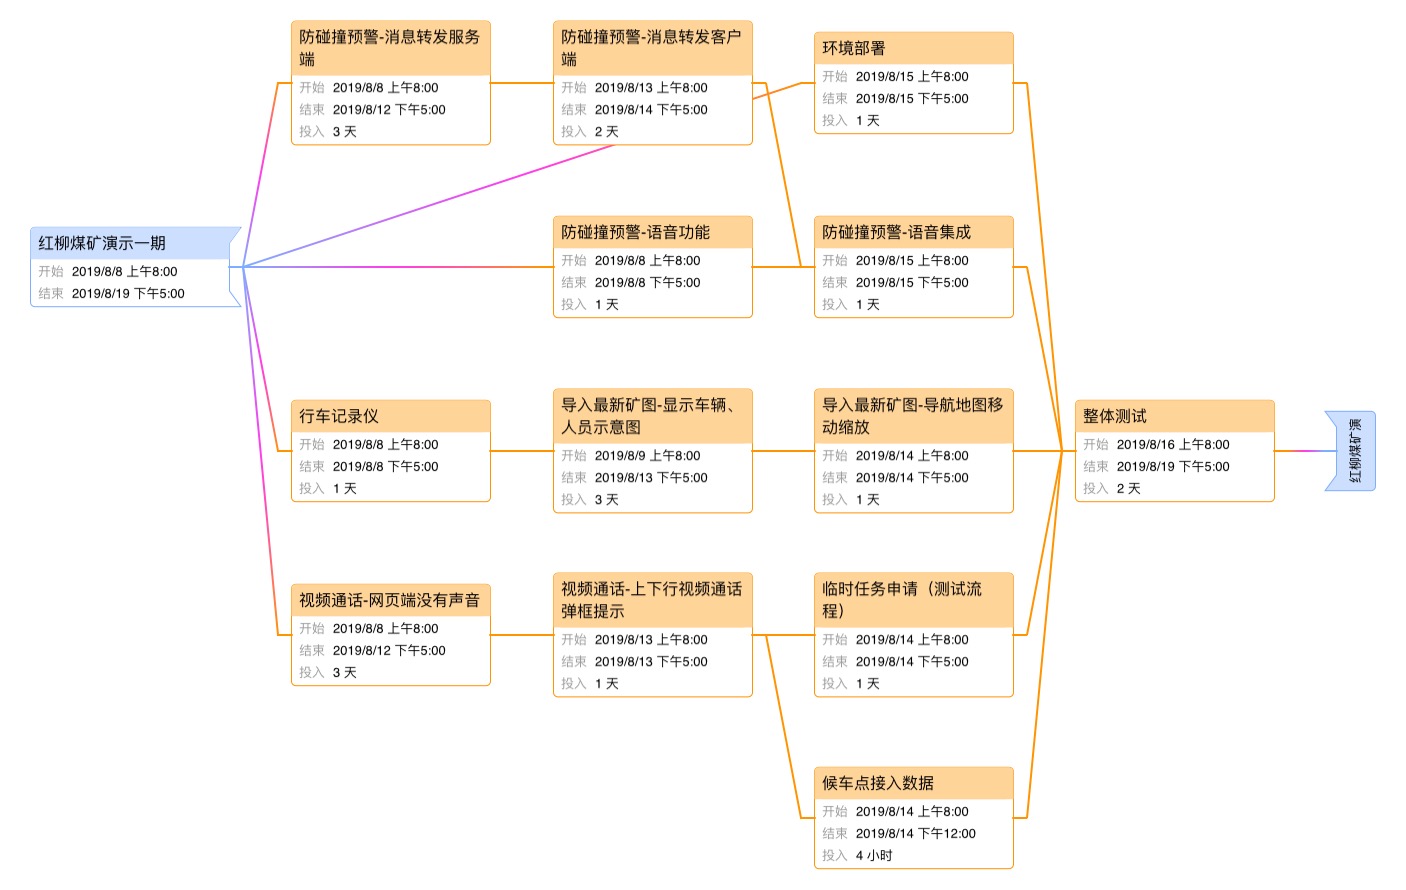 防碰撞预警-消息转发服务
端
开始 2019/8/8 上午8:00
结束 2019/8/12 下午5:00
投入 3 天
防碰撞预警-消息转发客户
端
开始 2019/8/13 上午8:00
结束 2019/8/14 下午5:00
投入 2 天
环境部署
开始 2019/8/15 上午8:00
结束 2019/8/15 下午5:00
投入 1 天
红柳煤矿演示一期
开始 2019/8/8 上午8:00
结束 2019/8/19 下午5:00
防碰撞预警-语音功能
开始 2019/8/8 上午8:00
结束 2019/8/8 下午5:00
投入 1 天
防碰撞预警-语音集成
开始 2019/8/15 上午8:00
结束 2019/8/15 下午5:00
投入 1 天
行车记录仪
开始 2019/8/8 上午8:00
结束 2019/8/8 下午5:00
投入 1 天
导入最新矿图-显示车辆、
人员示意图
开始 2019/8/9 上午8:00
结束 2019/8/13 下午5:00
投入 3 天
导入最新矿图-导航地图移
动缩放
开始 2019/8/14 上午8:00
结束 2019/8/14 下午5:00
投入 1 天
整体测试
开始 2019/8/16 上午8:00
结束 2019/8/19 下午5:00
投入 2 天
红柳煤矿演
视频通话-网页端没有声音
开始 2019/8/8 上午8:00
结束 2019/8/12 下午5:00
投入 3 天
视频通话-上下行视频通话
弹框提示
开始 2019/8/13 上午8:00
结束 2019/8/13 下午5:00
投入 1 天
临时任务申请（测试流
程）
开始 2019/8/14 上午8:00
结束 2019/8/14 下午5:00
投入 1 天
候车点接入数据
开始 2019/8/14 上午8:00
结束 2019/8/14 下午12:00
投入 4 小时